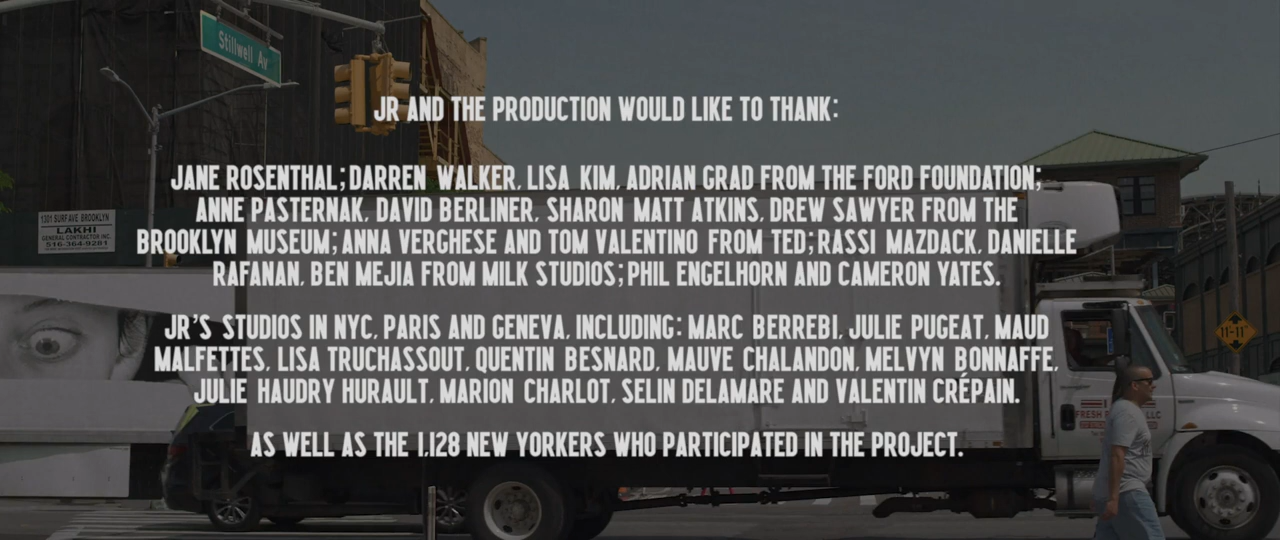 Stillwell Av
JR AND THE PRODUCTION WOULD LIKE TO THANK:
JANE ROSENTHAL; DARREN WALKER, LISA KIM, ADRIAN GRAD FROM THE FORD FOUNDATION;
ANNE PASTERNAK, DAVID BERLINER, SHARON MATT ATKINS, DREW SAWYER FROM THE
BROOKLYN MUSEUM; ANNA VERGHESE AND TOM VALENTINO FROM TED; RASSI MAZDACK, DANIELLE
RAFANAN, BEN MEJIA FROM MILK STUDIOS; PHIL ENGELHORN AND CAMERON YATES.
JR'S STUDIOS IN NYC, PARIS AND GENEVA, INCLUDING: MARC BERREBI, JULIE PUGEAT, MAUD
MALFETTES, LISA TRUCHASSOUT, QUENTIN BESNARD, MAUVE CHALANDON, MELVYN BONNAFFE,
JULIE HAUDRY HURAULT, MARION CHARLOT, SELIN DELAMARE AND VALENTIN CRÉPAIN.
AS WELL AS THE 1,128 NEW YORKERS WHO PARTICIPATED IN THE PROJECT.
1301 SURF AVE BROOKLYN
LAKHI
GENERAL CONTRACTOR INC.
516-364-9281
11'-11"
FRESH
LLC